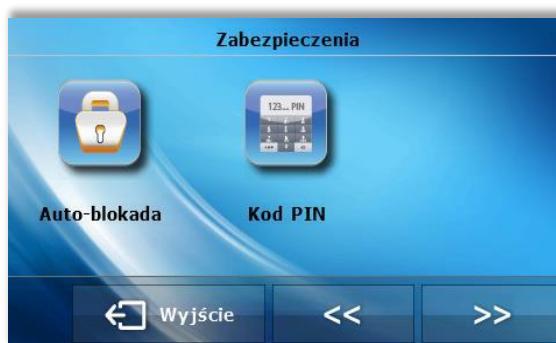 Zabezpieczenia
123... PIN
Auto-blokada Kod PIN
Wyjście << >>